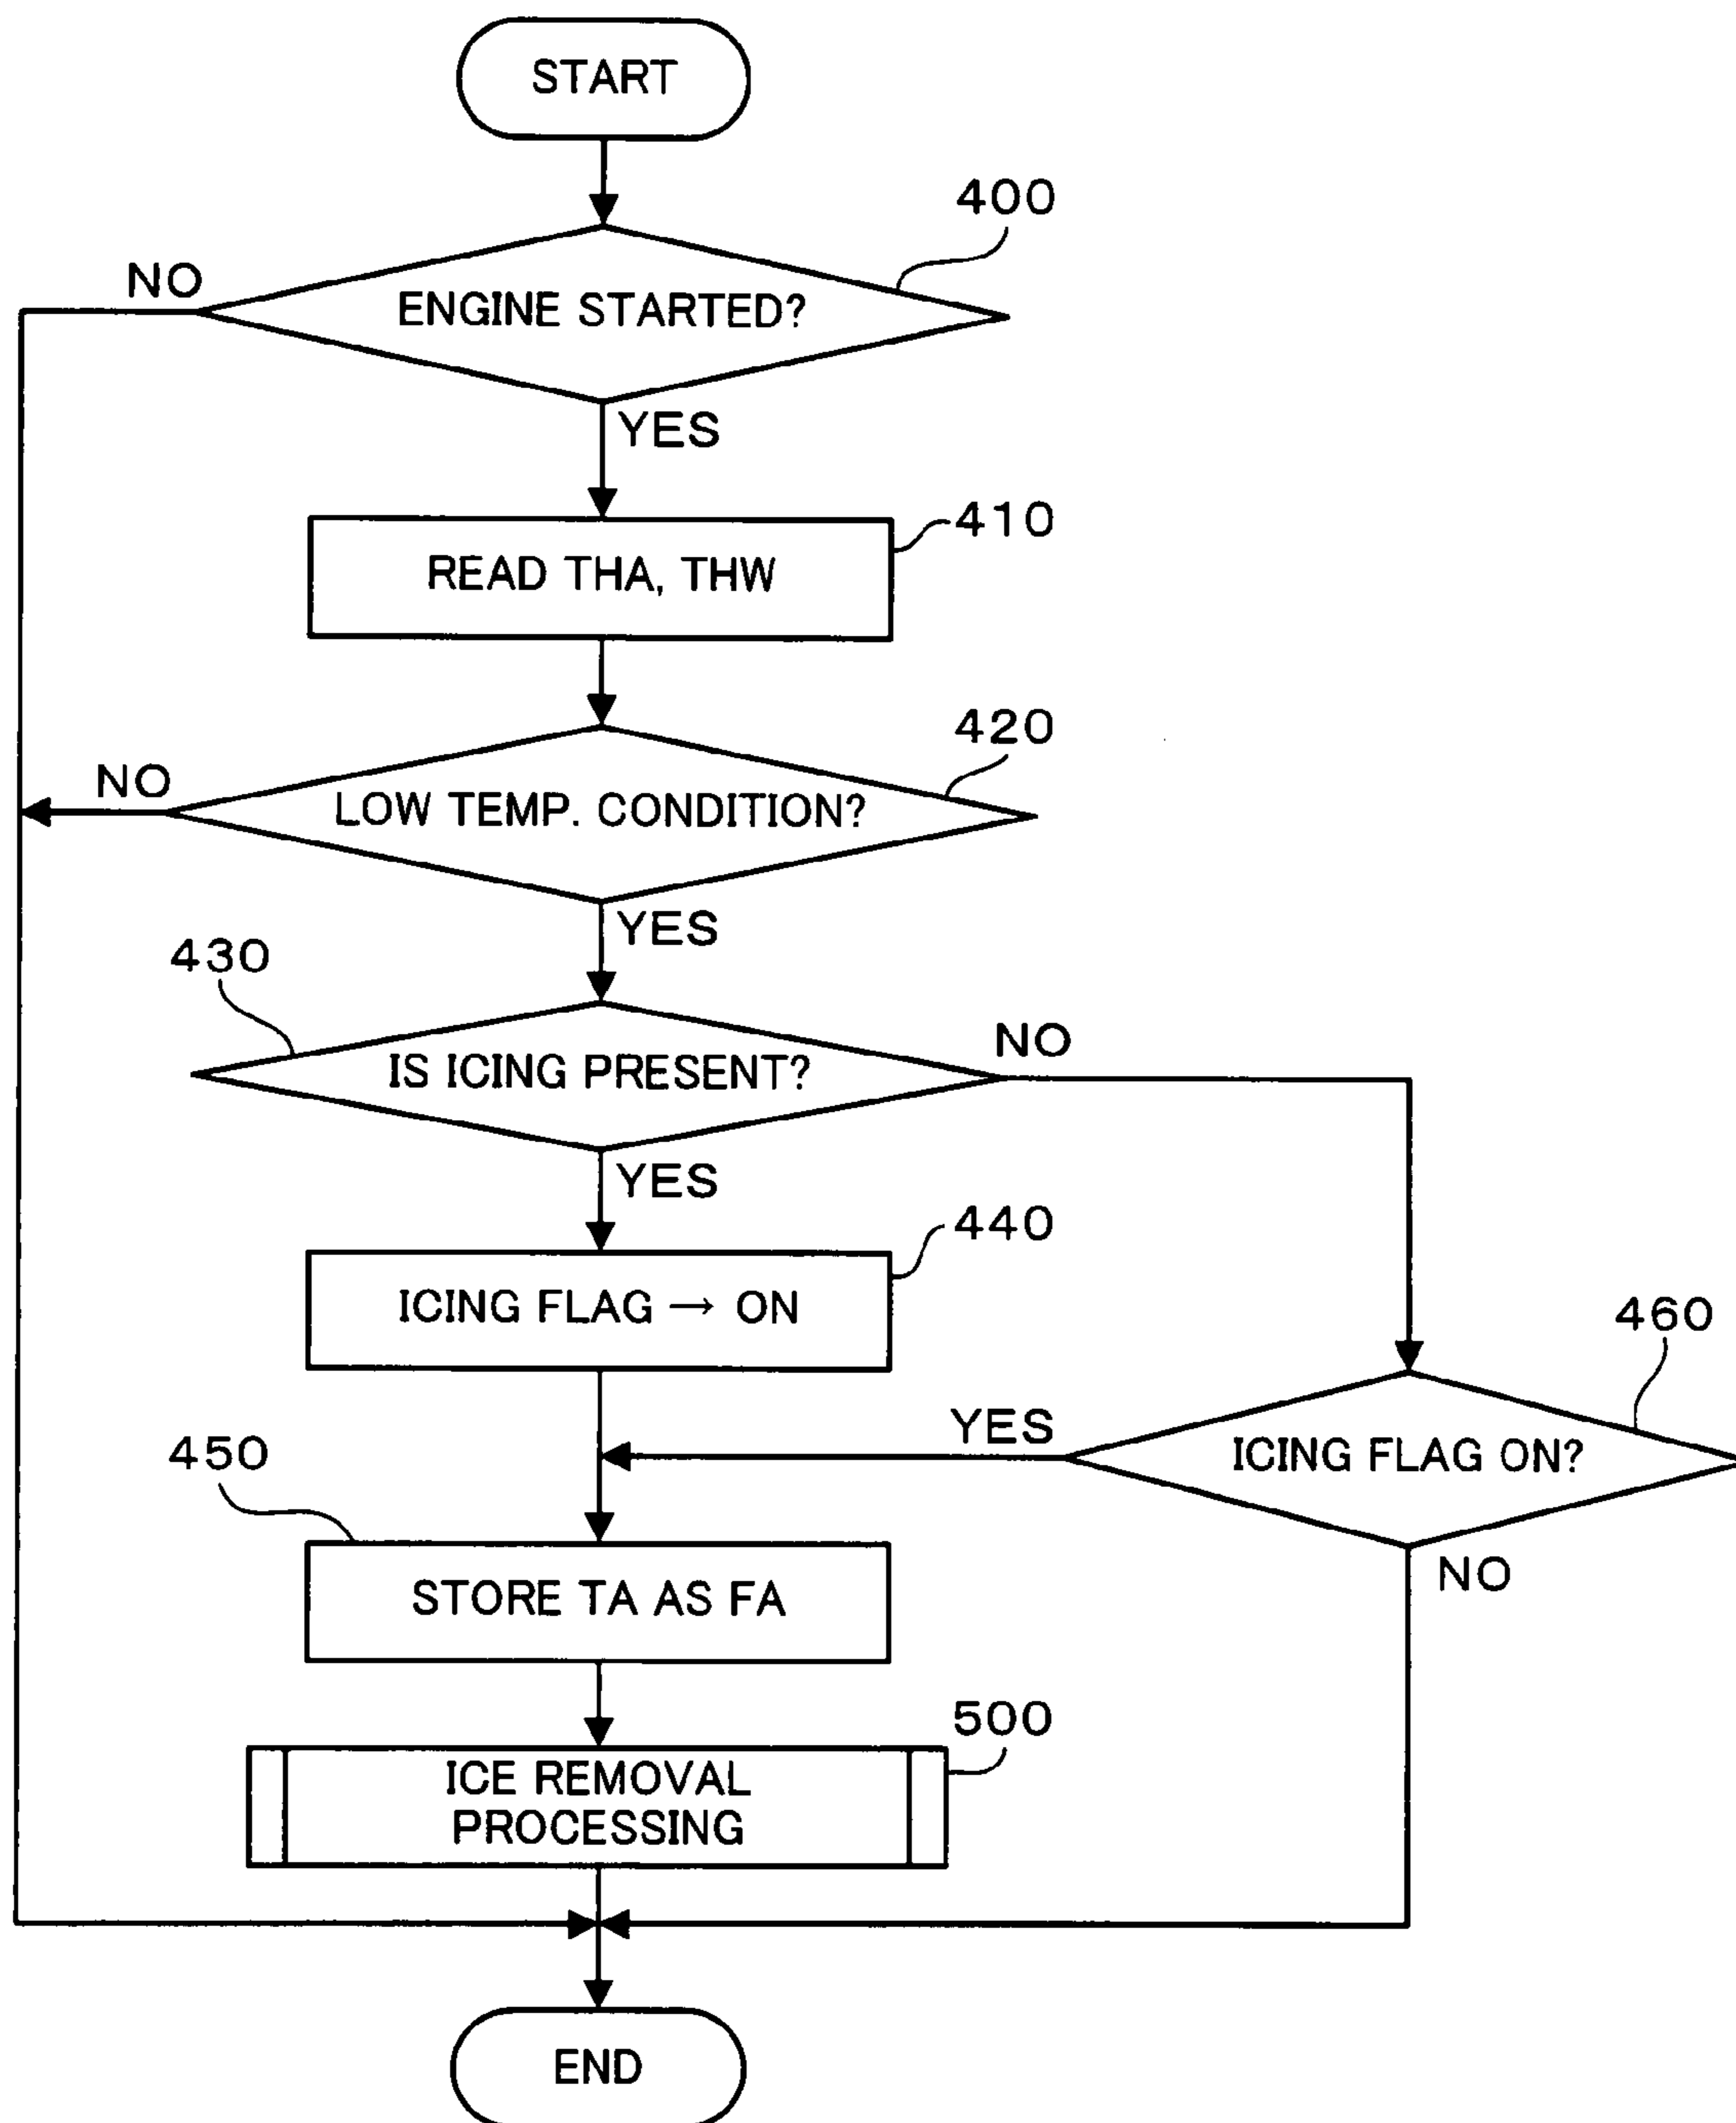 START
400
NO
ENGINE STARTED?
YES
410
READ THA, THW
420
NO
LOW TEMP. CONDITION?
YES
430
NO
IS ICING PRESENT?
YES
440
ICING FLAG → ON
460
YES
ICING FLAG ON?
450
NO
STORE TA AS FA
500
ICE REMOVAL
PROCESSING
END